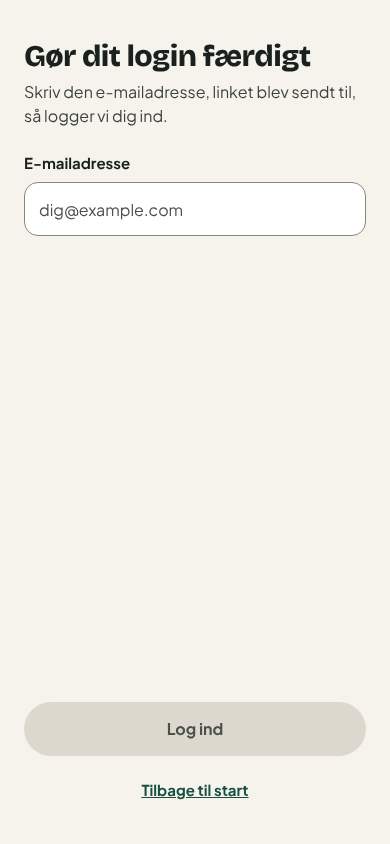 Gør dit login færdigt
Skriv den e-mailadresse, linket blev sendt til,
så logger vi dig ind.
E-mailadresse
dig@example.com
Log ind
Tilbage til start